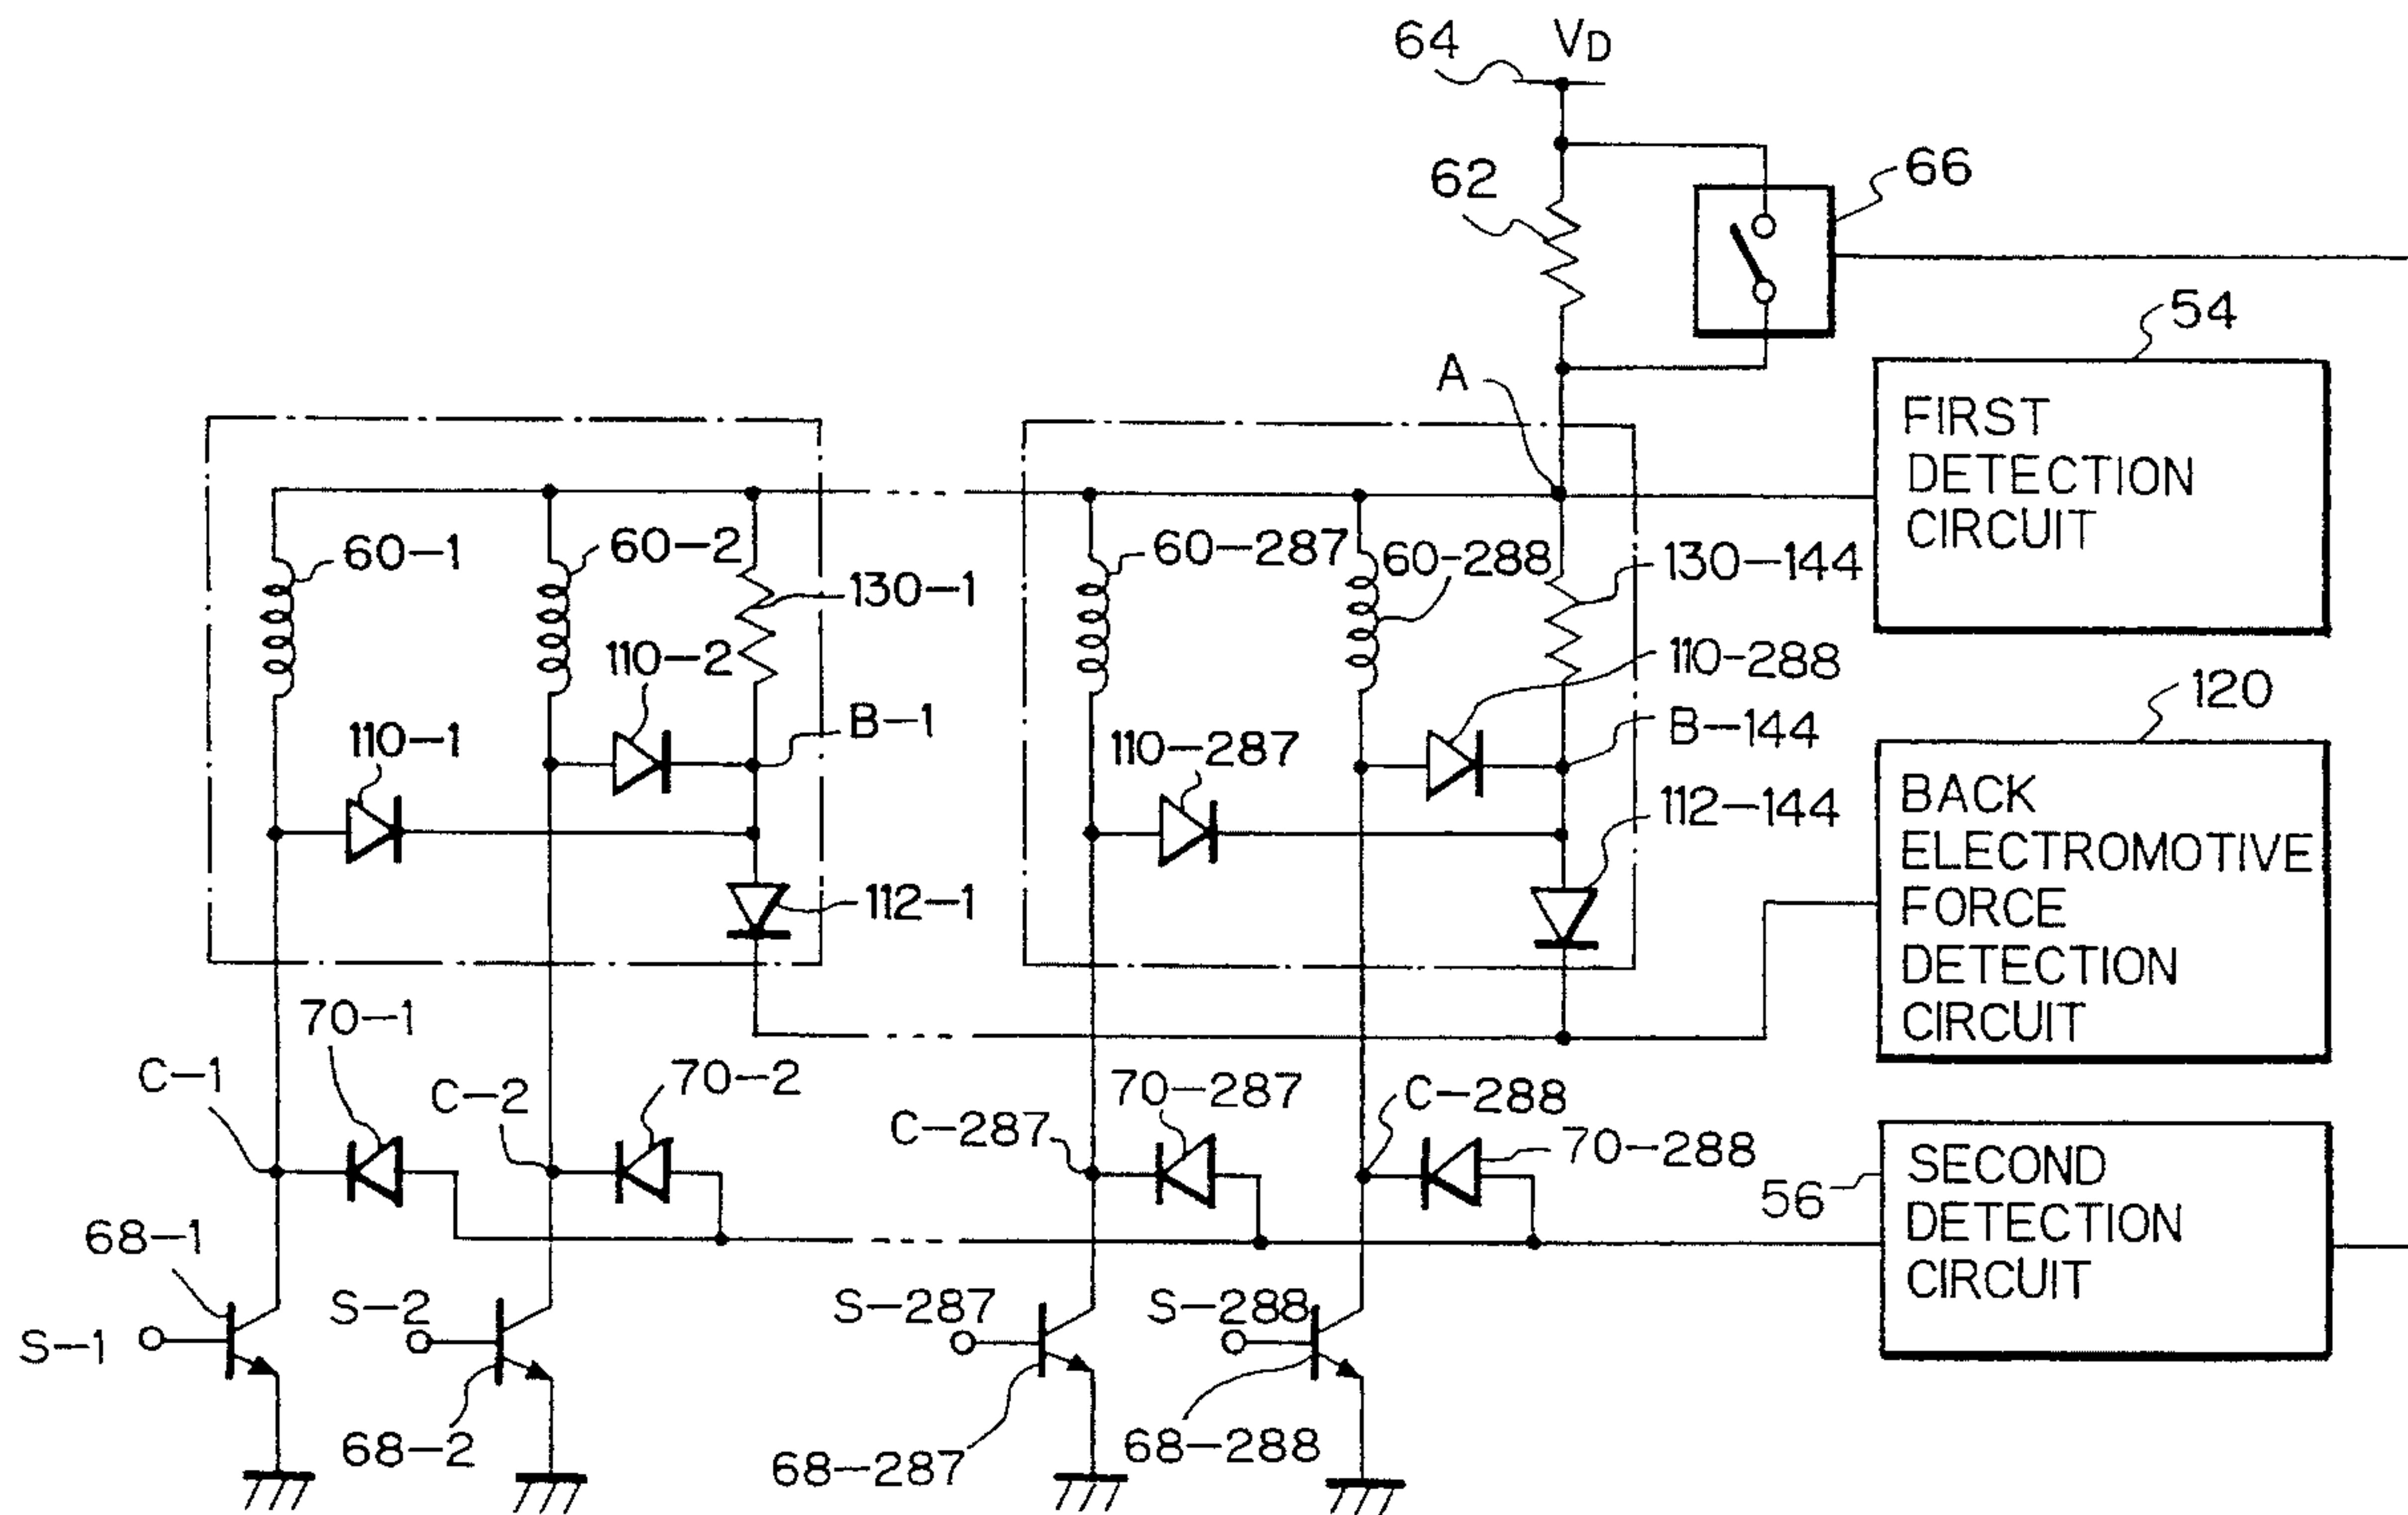 64
VD
62
66
54
A
FIRST
DETECTION
CIRCUIT
60-1
60-2
130-1
60-287
60-288
130-144
110-2
110-288
110-1
B-1
110-287
B-144
120
112-1
112-144
BACK
ELECTROMOTIVE
FORCE
DETECTION
CIRCUIT
70-1
C-1
C-2
70-2
70-287
C-287
C-288
70-288
56
SECOND
DETECTION
CIRCUIT
68-1
S-1
S-2
S-287
S-288
68-2
68-287
68-288